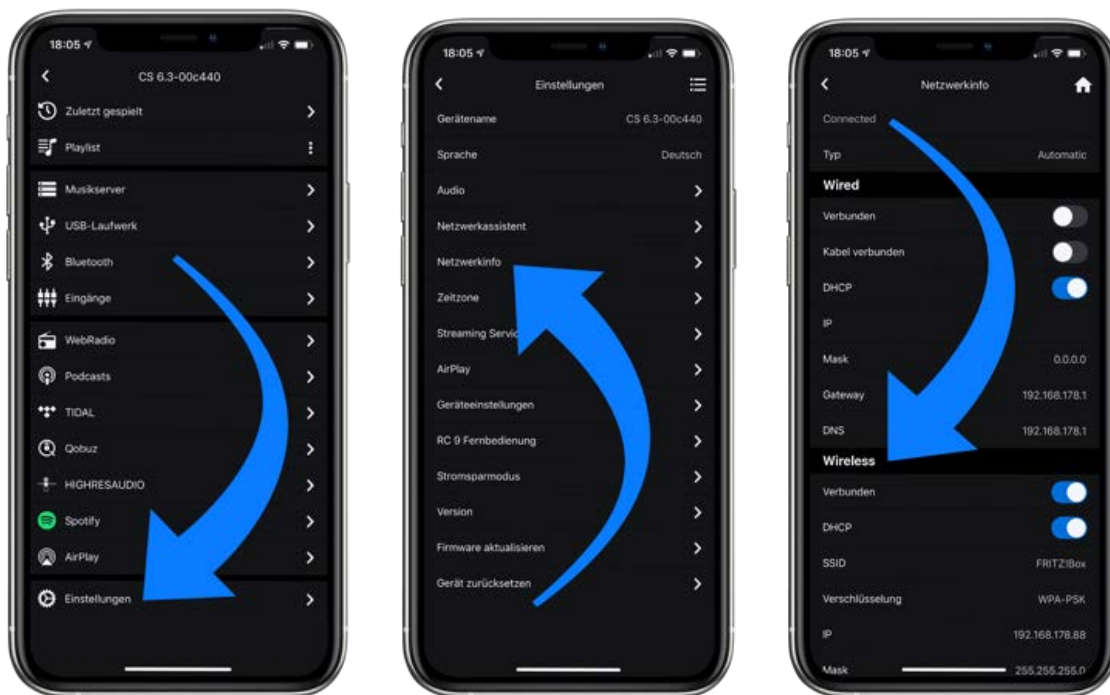 18:05
CS 6.3-00c440
Zuletzt gespielt
Playlist
Musikserver
USB-Laufwerk
Bluetooth
Eingänge
WebRadio
Podcasts
TIDAL
Qobuz
HIGHRESAUDIO
Spotify
AirPlay
Einstellungen
18:05
Einstellungen
Gerätename CS 6.3-00c440
Sprache Deutsch
Audio
Netzwerkassistent
Netzwerkinfo
Zeitzone
Streaming
AirPlay
Geräteeinstellungen
RC 9 Fernbedienung
Stromsparmodus
Version
Firmware aktualisieren
Gerät zurücksetzen
18:05
Netzwerkinfo
Connected
Typ Automatic
Wired
Verbunden
Kabel verbunden
DHCP
IP
Mask 0.0.0.0
Gateway 192.168.178.1
DNS 192.168.178.1
Wireless
Verbunden
DHCP
SSID FRITZ!Box
Verschlüsselung WPA-PSK
IP 192.168.178.88
Mask 255.255.255.0